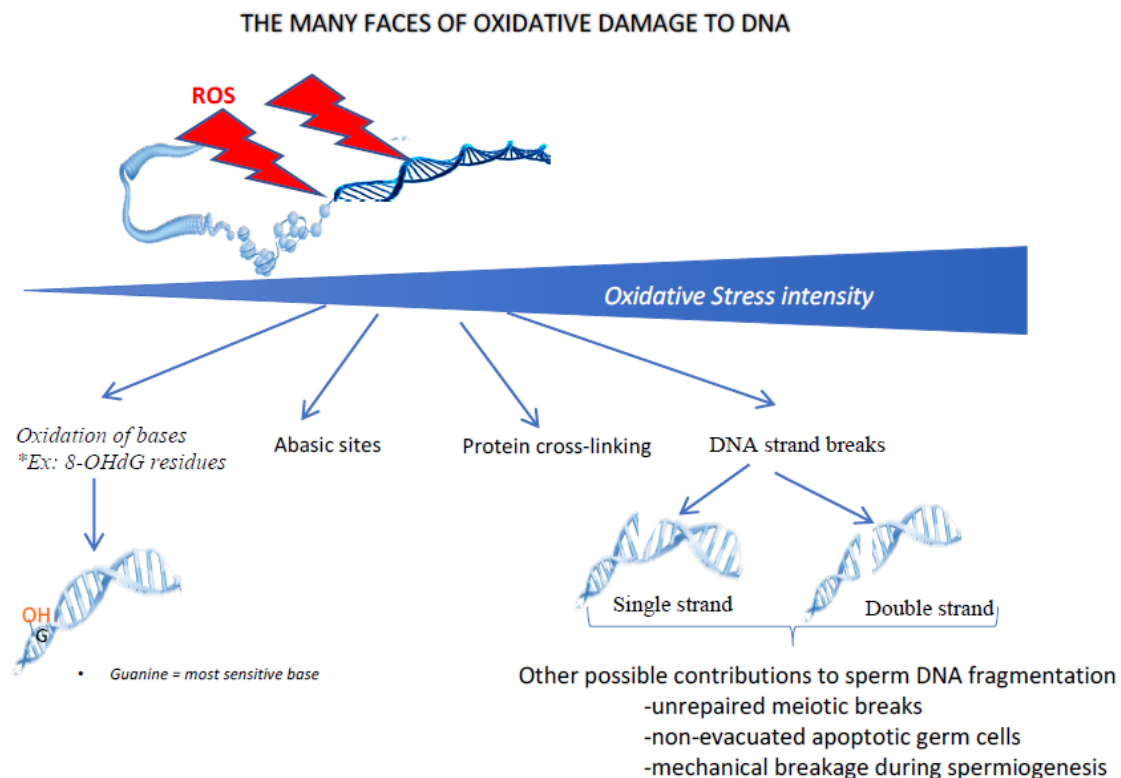 THE MANY FACES OF OXIDATIVE DAMAGE TO DNA
ROS
Oxidative Stress intensity
Oxidation of bases
*Ex: 8-OHdG residues
Abasic sites
Protein cross-linking
DNA strand breaks
OH
G
• Guanine = most sensitive base
Single strand
Double strand
Other possible contributions to sperm DNA fragmentation
-unrepaired meiotic breaks
-non-evacuated apoptotic germ cells
-mechanical breakage during spermiogenesis